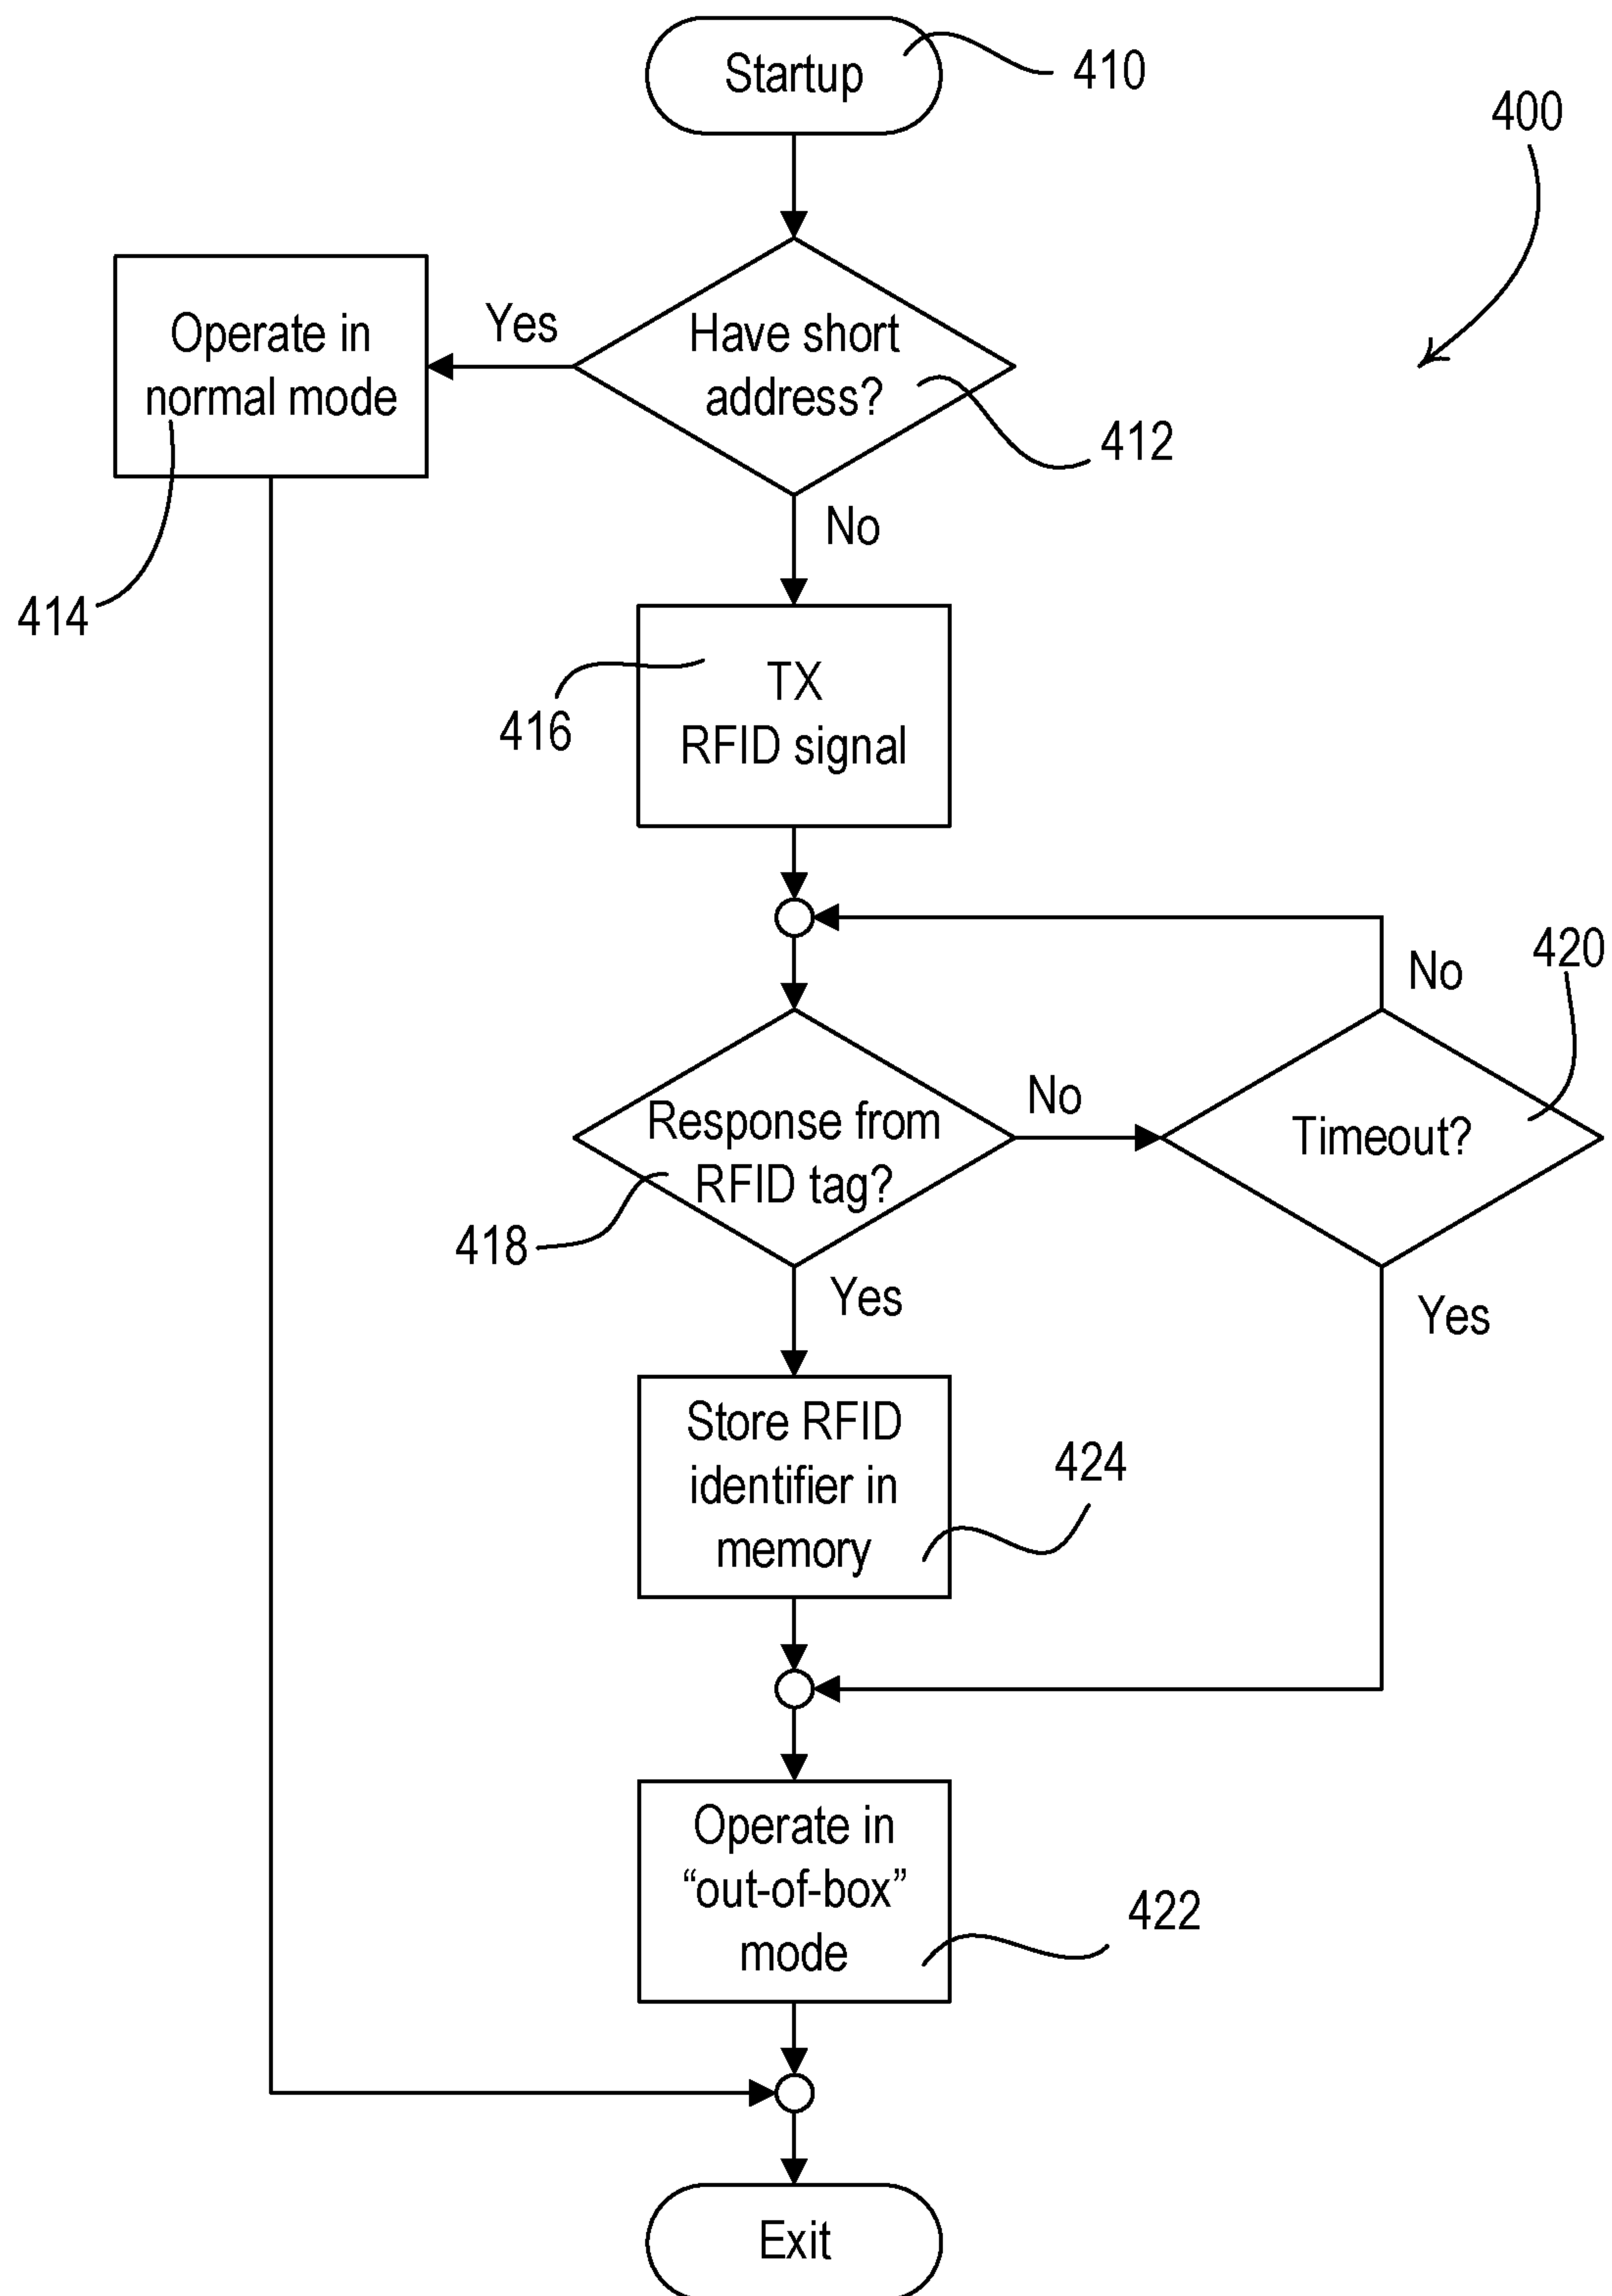 Startup
410
400
Operate in
normal mode
Yes
Have short
address?
412
No
414
TX
RFID signal
416
No
420
Response from
RFID tag?
No
Timeout?
418
Yes
Yes
Store RFID
identifier in
memory
424
Operate in
“out-of-box”
mode
422
Exit